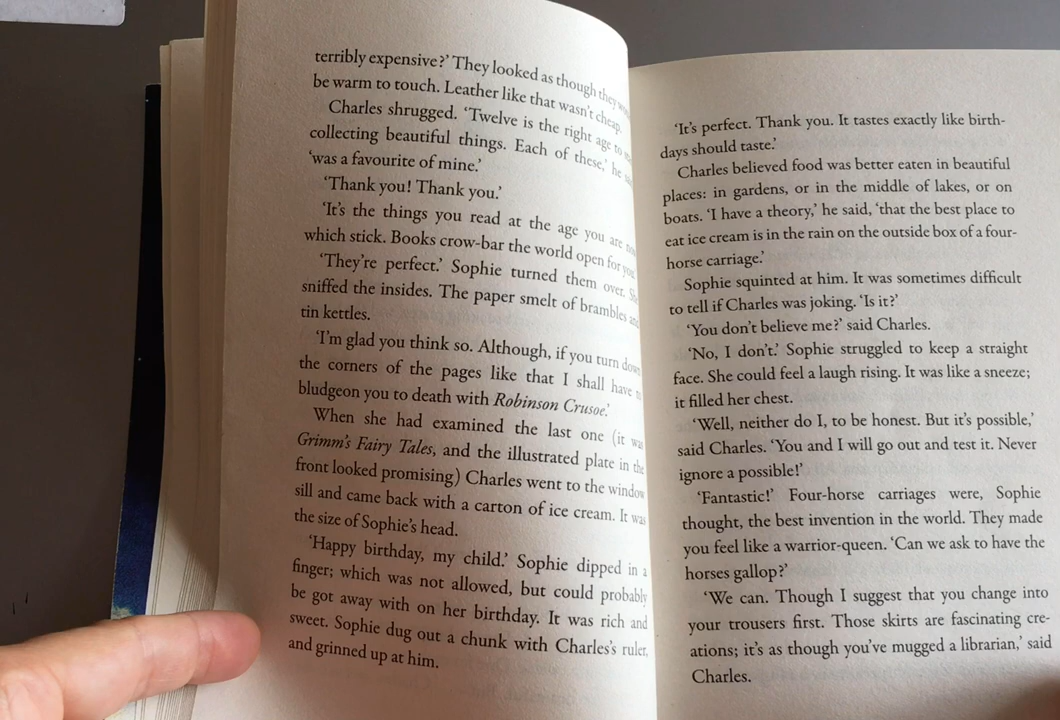 terribly expensive?’ They looked as though they
be warm to touch. Leather like that wasn’t cheap.
Charles shrugged. ‘Twelve is the right age to
collecting beautiful things. Each of these,’ he
‘was a favourite of mine.’
‘Thank you! Thank you.’
‘It’s the things you read at the age you are
which stick. Books crow-bar the world open for you
‘They’re perfect.’ Sophie turned them over. She
sniffed the insides. The paper smelt of brambles and
tin kettles.
‘I’m glad you think so. Although, if you turn down
the corners of the pages like that I shall have to
bludgeon you to death with Robinson Crusoe.’
When she had examined the last one (it was
Grimm’s Fairy Tales, and the illustrated plate in the
front looked promising) Charles went to the window
sill and came back with a carton of ice cream. It was
the size of Sophie’s head.
‘Happy birthday, my child.’ Sophie dipped in a
finger; which was not allowed, but could probably
be got away with on her birthday. It was rich and
sweet. Sophie dug out a chunk with Charles’s ruler,
and grinned up at him.
‘It’s perfect. Thank you. It tastes exactly like birth-
days should taste.’
Charles believed food was better eaten in beautiful
places: in gardens, or in the middle of lakes, or on
boats. ‘I have a theory,’ he said, ‘that the best place to
eat ice cream is in the rain on the outside box of a four-
horse carriage.’
Sophie squinted at him. It was sometimes difficult
to tell if Charles was joking. ‘Is it?’
‘You don’t believe me?’ said Charles.
‘No, I don’t.’ Sophie struggled to keep a straight
face. She could feel a laugh rising. It was like a sneeze;
it filled her chest.
‘Well, neither do I, to be honest. But it’s possible,’
said Charles. ‘You and I will go out and test it. Never
ignore a possible!’
‘Fantastic!’ Four-horse carriages were, Sophie
thought, the best invention in the world. They made
you feel like a warrior-queen. ‘Can we ask to have the
horses gallop?’
‘We can. Though I suggest that you change into
your trousers first. Those skirts are fascinating cre-
ations; it’s as though you’ve mugged a librarian,’ said
Charles.